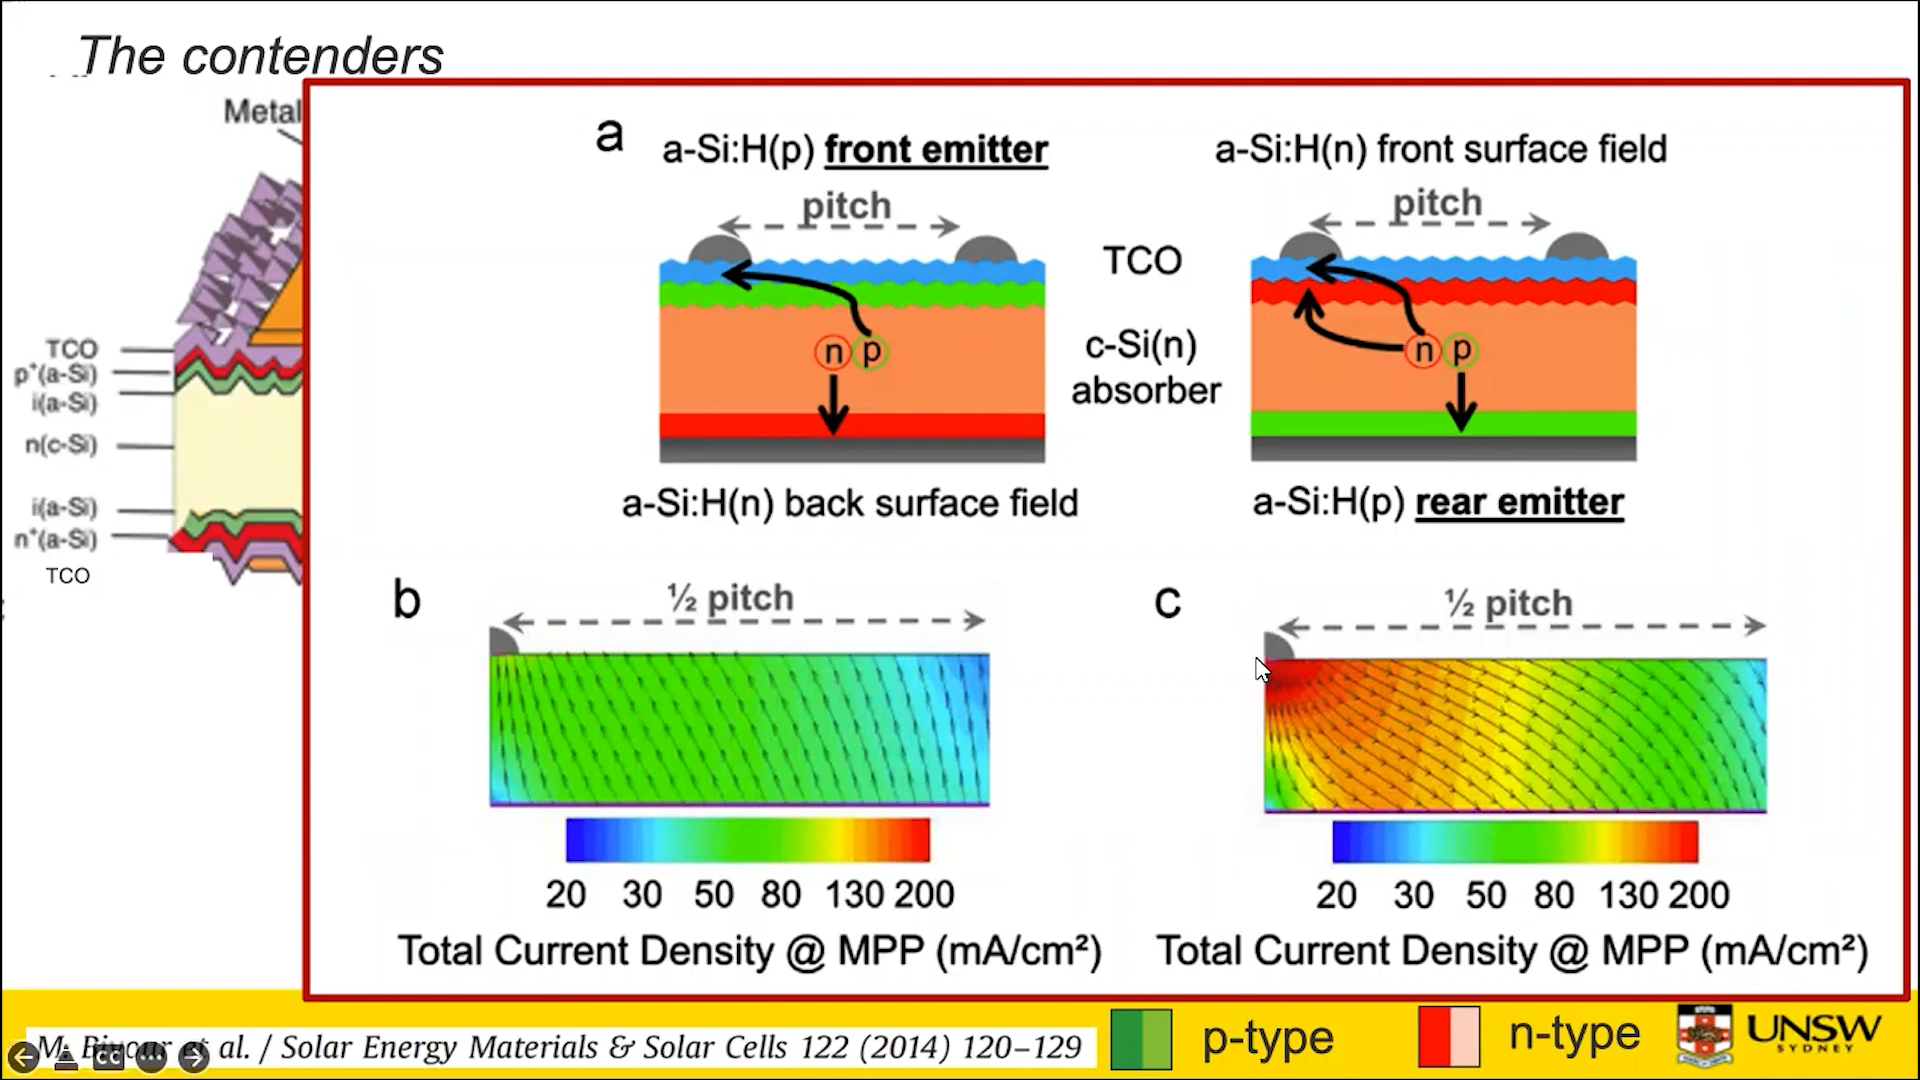 The contenders
Metal
TCO
p⁺(a-Si)
i(a-Si)
n(c-Si)
i(a-Si)
n⁺(a-Si)
TCO
a
a-Si:H(p) front emitter
pitch
n p
a-Si:H(n) back surface field
TCO
c-Si(n)
absorber
a-Si:H(n) front surface field
pitch
n p
a-Si:H(p) rear emitter
b
½ pitch
20 30 50 80 130 200
Total Current Density @ MPP (mA/cm²)
c
½ pitch
20 30 50 80 130 200
Total Current Density @ MPP (mA/cm²)
M. Bivour et al. / Solar Energy Materials & Solar Cells 122 (2014) 120–129
CC
p-type
n-type
UNSW
SYDNEY